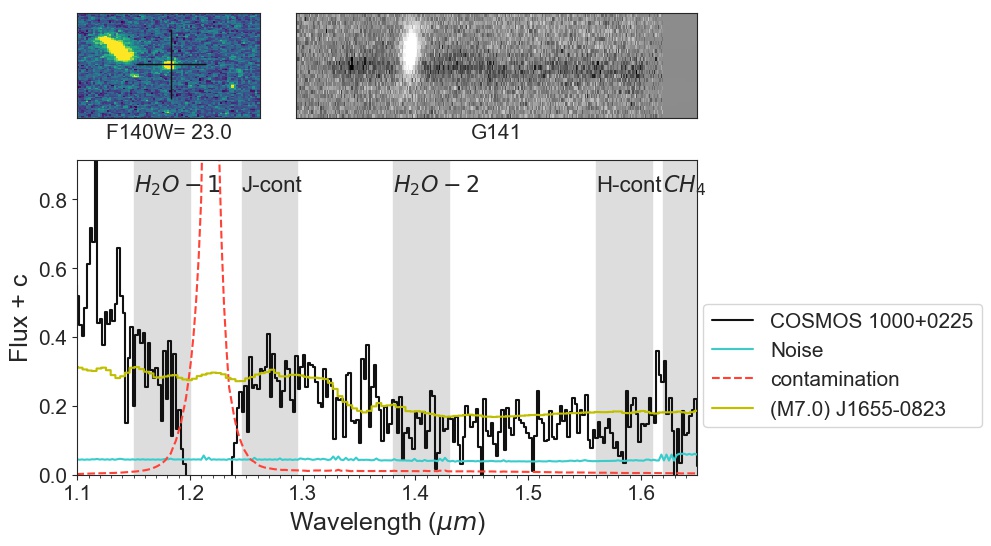 F140W= 23.0
G141
H₂O − 1
J-cont
H₂O − 2
H-cont
CH₄
0.8
0.6
0.4
0.2
0.0
Flux + c
1.1
1.2
1.3
1.4
1.5
1.6
Wavelength (μm)
COSMOS 1000+0225
Noise
contamination
(M7.0) J1655-0823